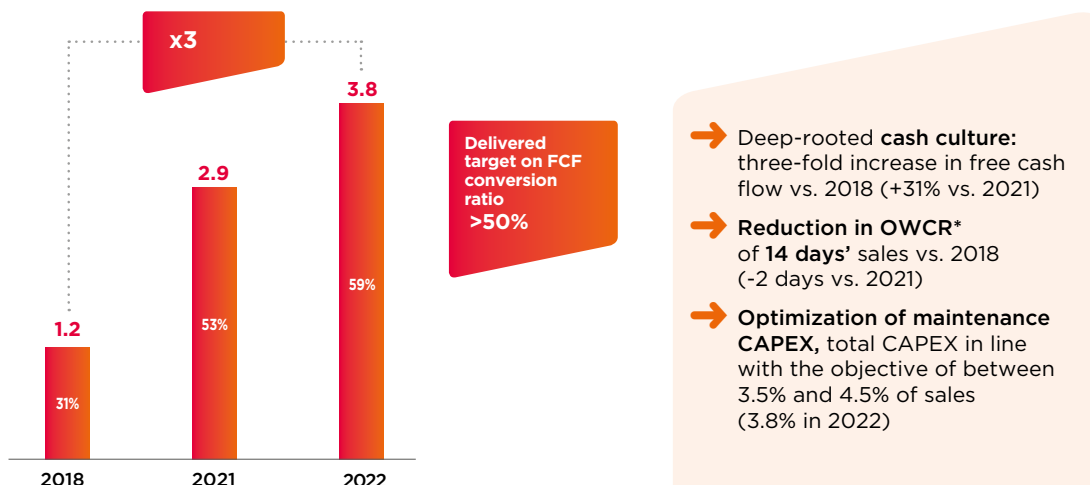 x3
3.8
2.9
1.2
59%
53%
31%
2018
2021
2022
Delivered
target on FCF
conversion
ratio
>50%
Deep-rooted cash culture:
three-fold increase in free cash
flow vs. 2018 (+31% vs. 2021)
Reduction in OWCR*
of 14 days’ sales vs. 2018
(-2 days vs. 2021)
Optimization of maintenance
CAPEX, total CAPEX in line
with the objective of between
3.5% and 4.5% of sales
(3.8% in 2022)